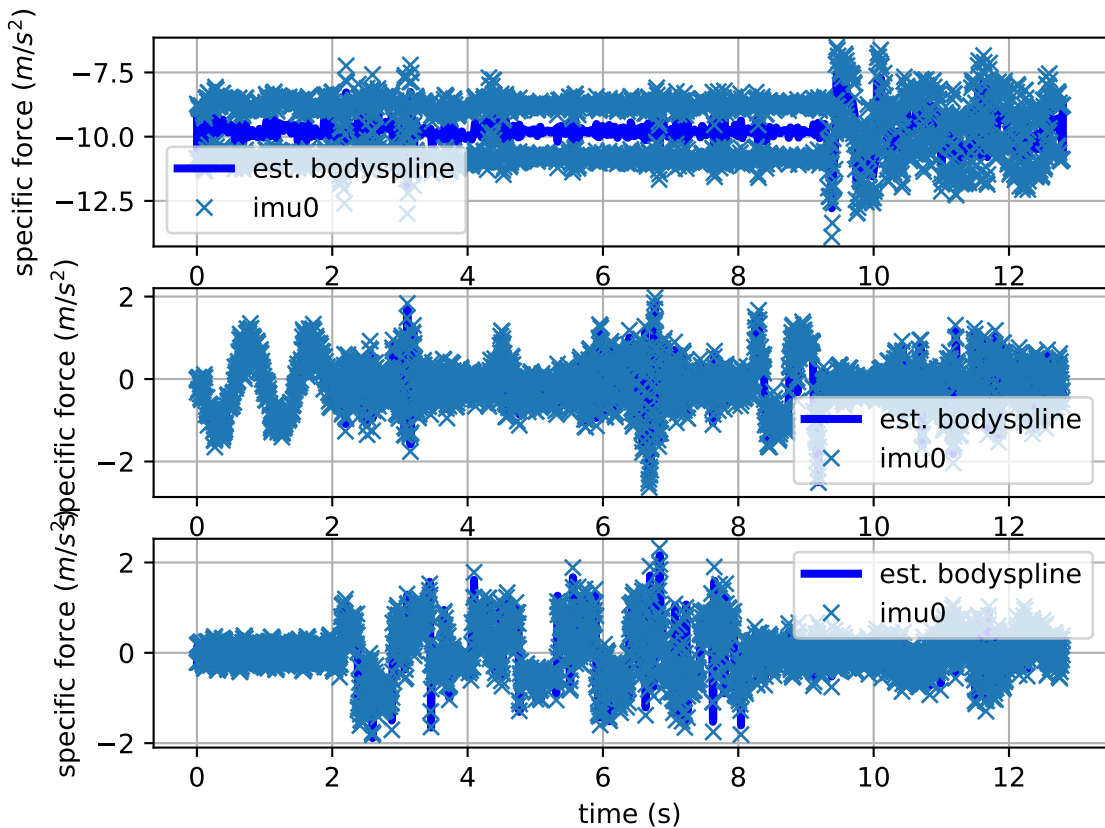 specific force (m/s²)
−7.5
−10.0
−12.5
est. bodyspline
imu0
0 2 4 6 8 10 12
specific force (m/s²)
2
0
−2
est. bodyspline
imu0
0 2 4 6 8 10 12
specific force (m/s²)
2
0
−2
est. bodyspline
imu0
0 2 4 6 8 10 12
time (s)